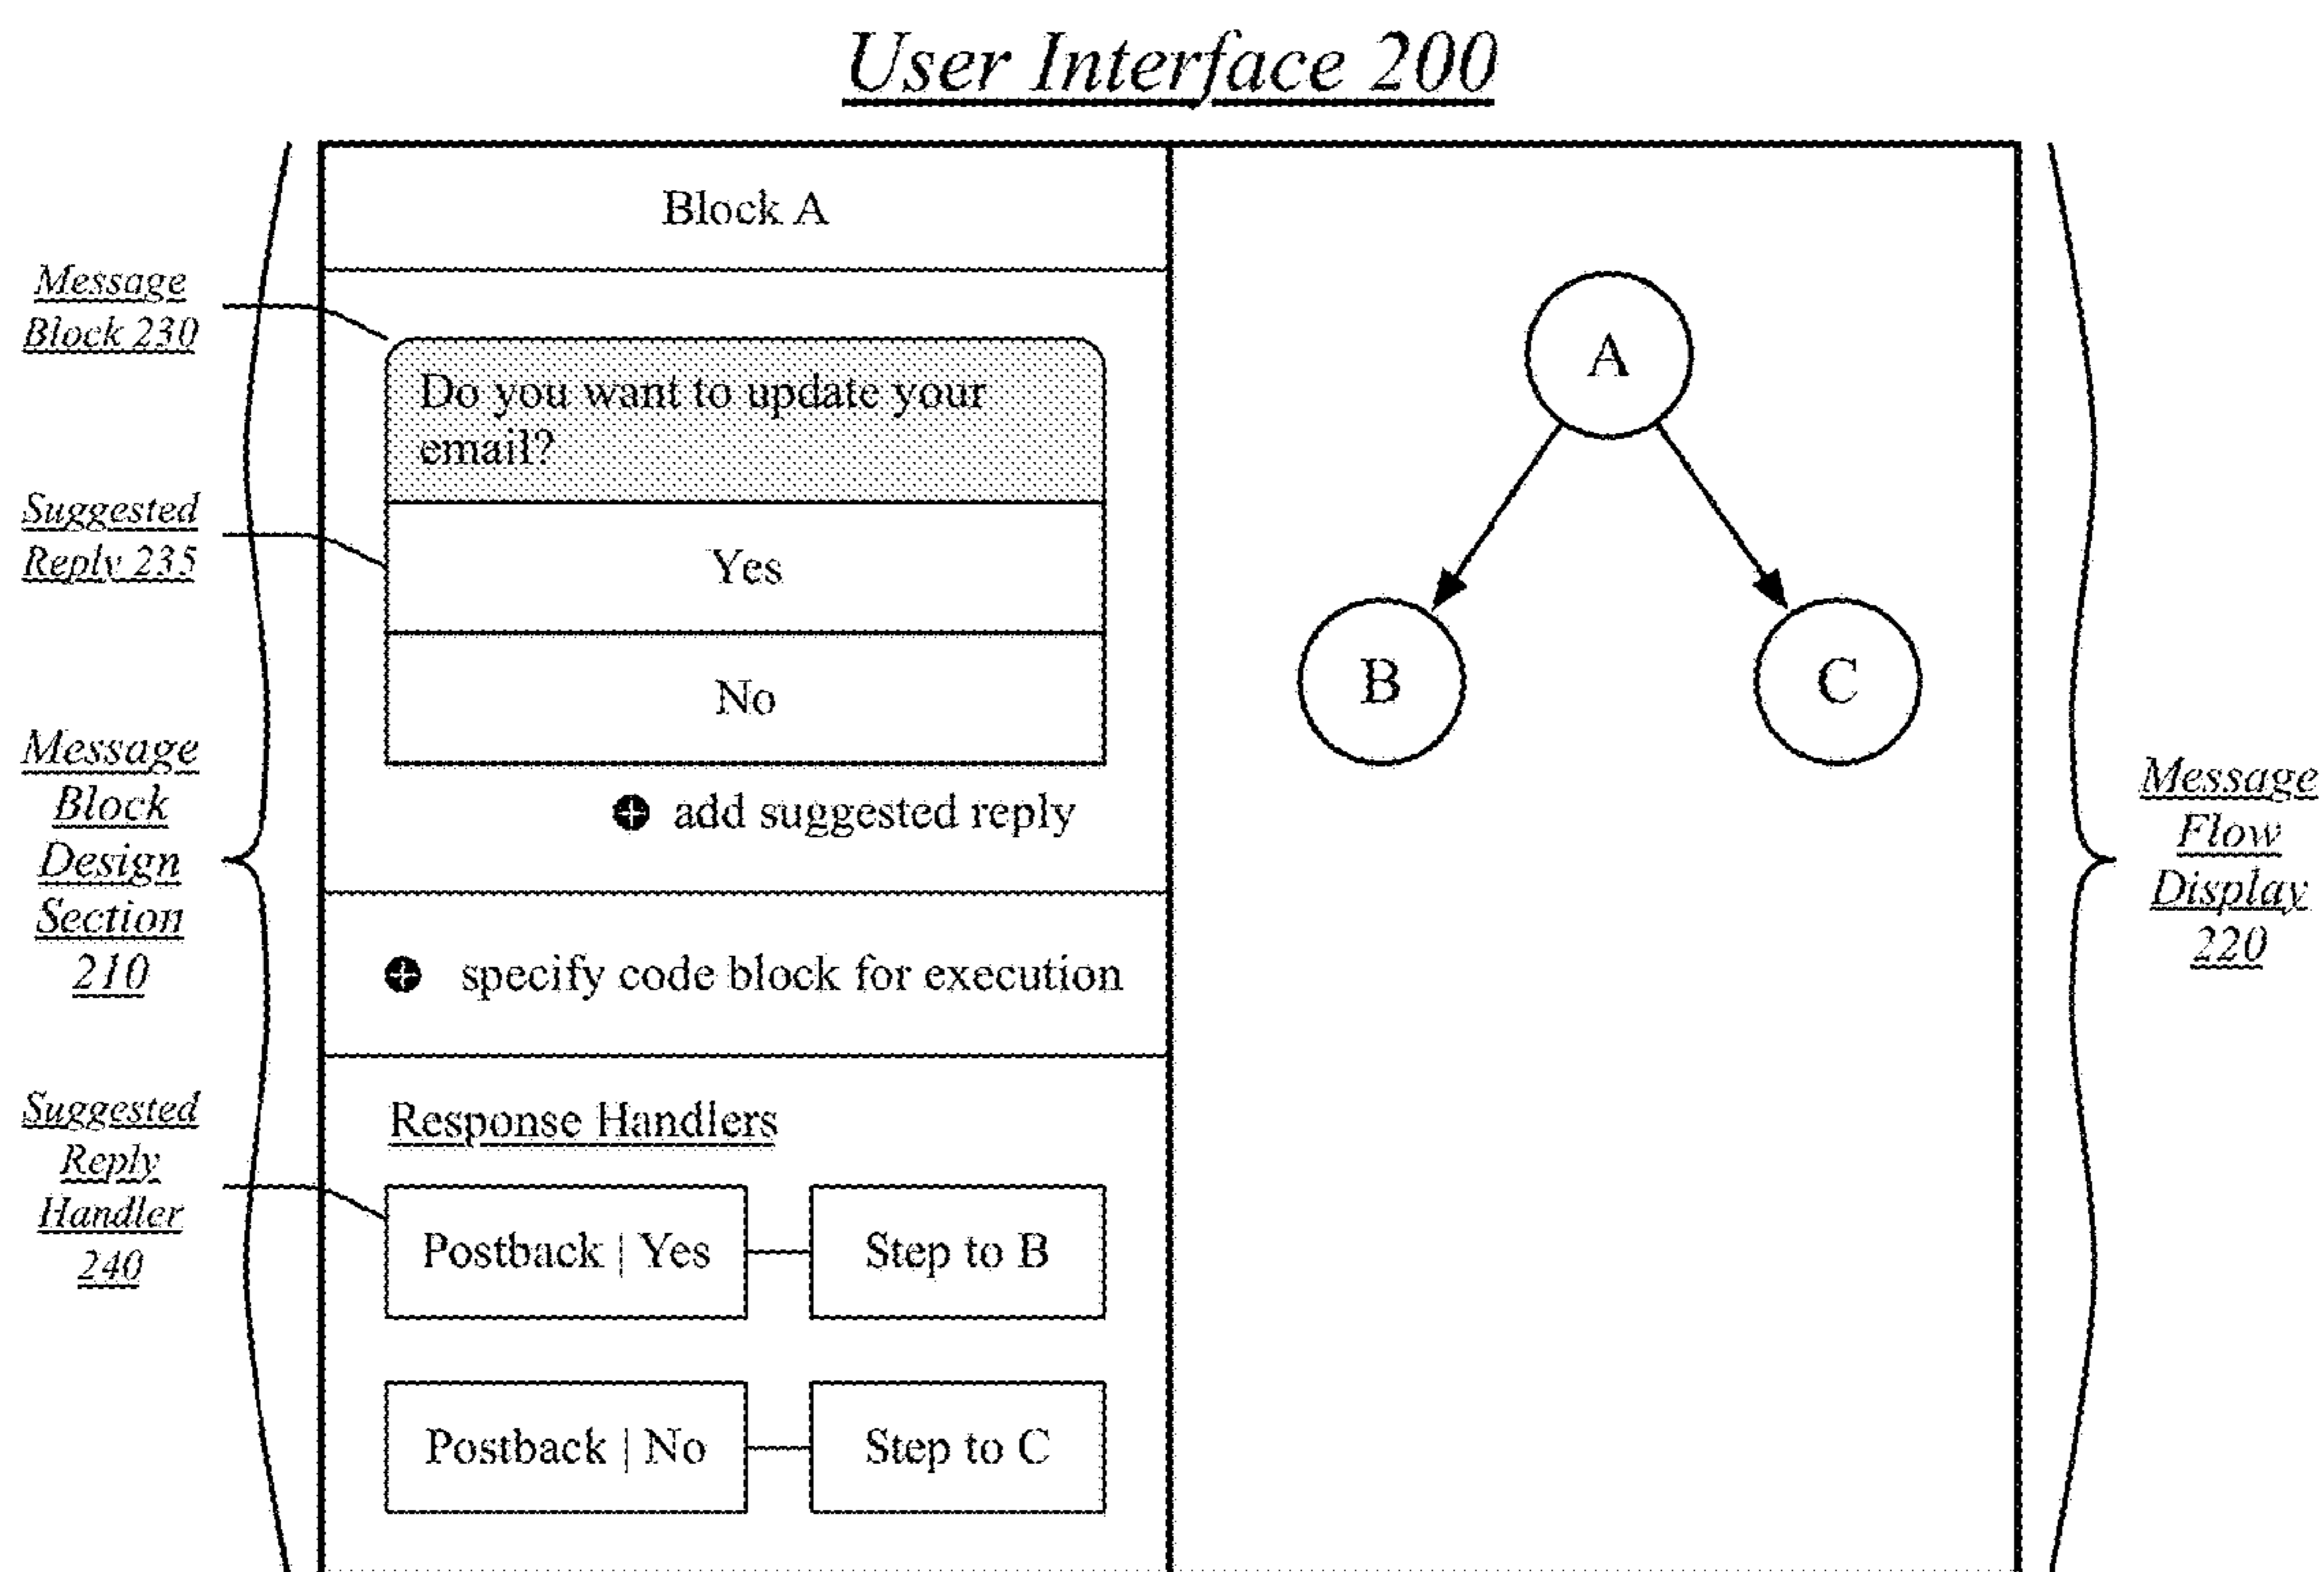 User Interface 200
Message
Block 230
Suggested
Reply 235
Message
Block
Design
Section
210
Suggested
Reply
Handler
240
Block A
Do you want to update your
email?
Yes
No
add suggested reply
specify code block for execution
Response Handlers
Postback | Yes
Step to B
Postback | No
Step to C
A
B
C
Message
Flow
Display
220